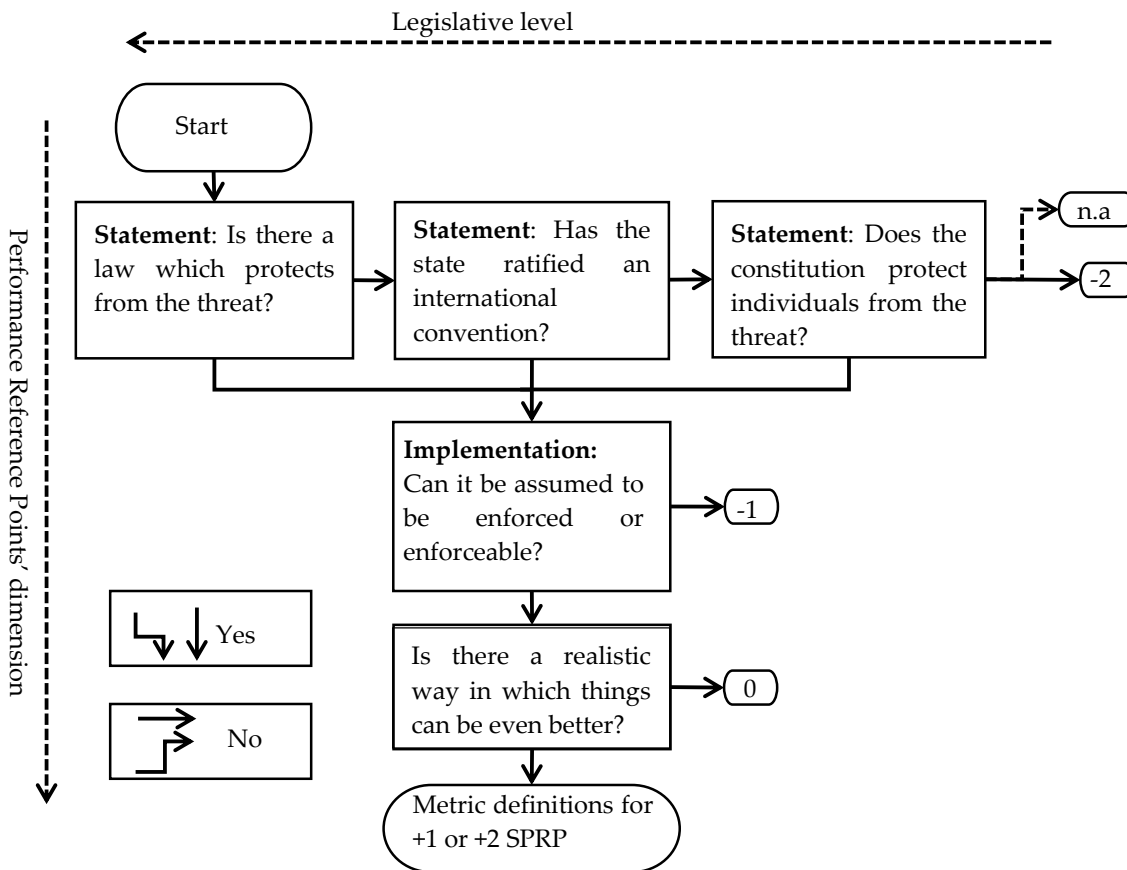 Legislative level
Start
Performance Reference Points' dimension
Statement: Is there a
law which protects
from the threat?
Statement: Has the
state ratified an
international
convention?
Statement: Does the
constitution protect
individuals from the
threat?
n.a
-2
Implementation:
Can it be assumed to
be enforced or
enforceable?
-1
Is there a realistic
way in which things
can be even better?
0
Yes
No
Metric definitions for
+1 or +2 SPRP